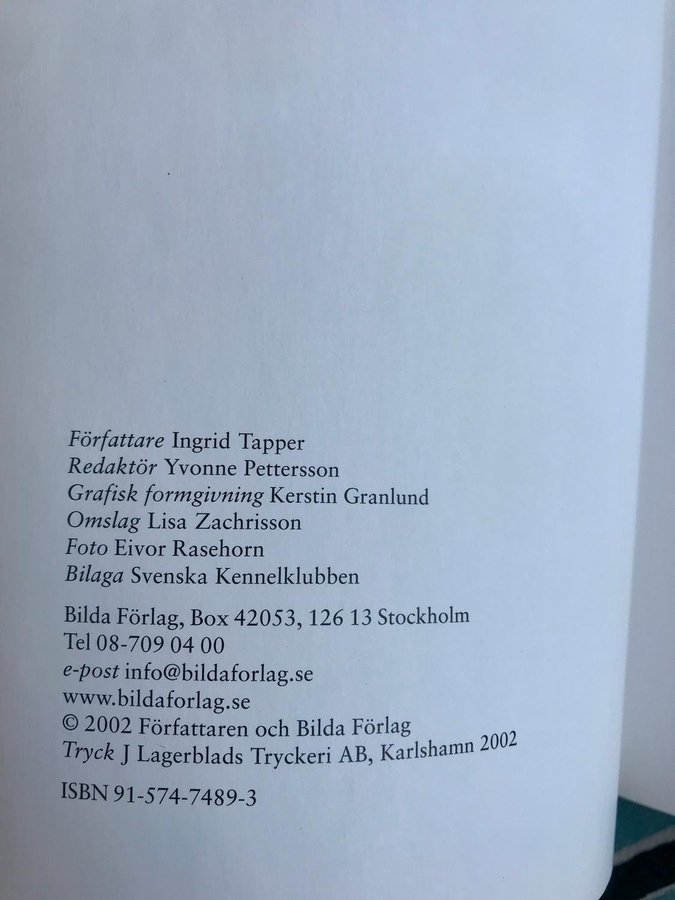 Författare Ingrid Tapper
Redaktör Yvonne Pettersson
Grafisk formgivning Kerstin Granlund
Omslag Lisa Zachrisson
Foto Eivor Rasehorn
Bilaga Svenska Kennelklubben
Bilda Förlag, Box 42053, 126 13 Stockholm
Tel 08-709 04 00
e-post info@bildaforlag.se
www.bildaforlag.se
© 2002 Författaren och Bilda Förlag
Tryck J Lagerblads Tryckeri AB, Karlshamn 2002
ISBN 91-574-7489-3